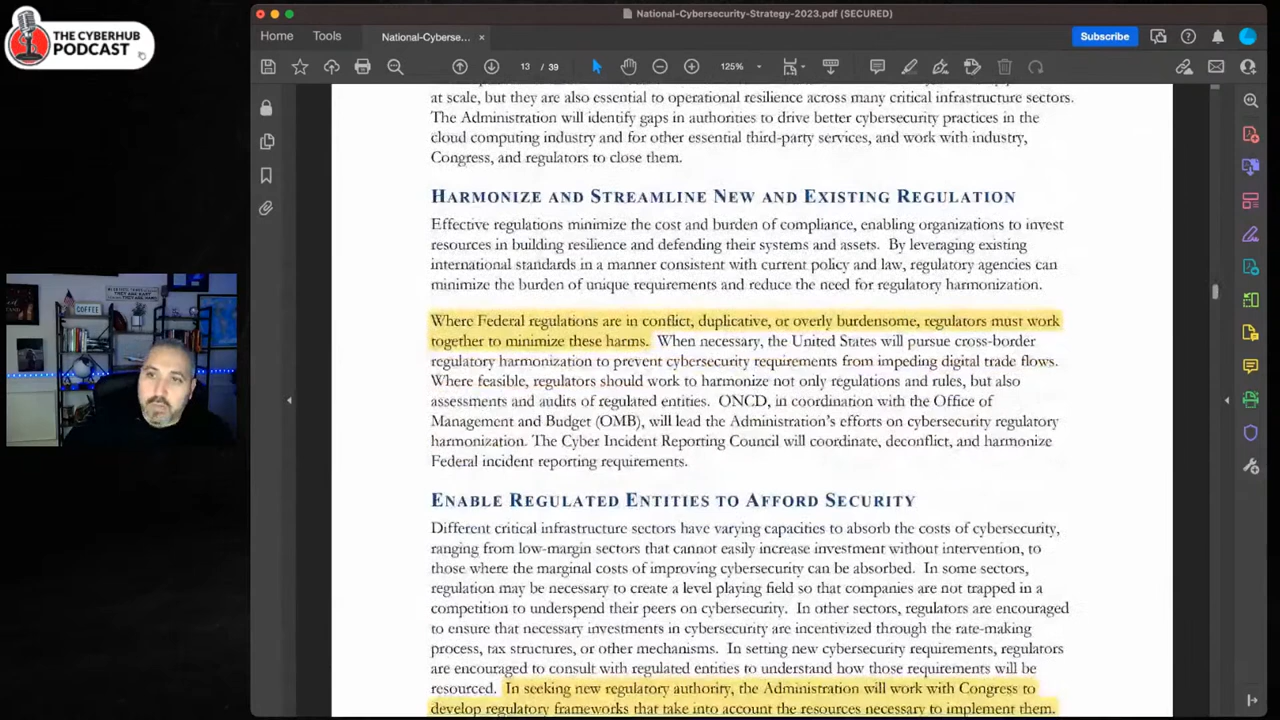 THE CYBERHUB
PODCAST
National-Cybersecurity-Strategy-2023.pdf (SECURED)
Home
Tools
National-Cyberse...
Subscribe
13 / 39
125%
at scale, but they are also essential to operational resilience across many critical infrastructure sectors.
The Administration will identify gaps in authorities to drive better cybersecurity practices in the
cloud computing industry and for other essential third-party services, and work with industry,
Congress, and regulators to close them.
HARMONIZE AND STREAMLINE NEW AND EXISTING REGULATION
Effective regulations minimize the cost and burden of compliance, enabling organizations to invest
resources in building resilience and defending their systems and assets. By leveraging existing
international standards in a manner consistent with current policy and law, regulatory agencies can
minimize the burden of unique requirements and reduce the need for regulatory harmonization.
Where Federal regulations are in conflict, duplicative, or overly burdensome, regulators must work
together to minimize these harms. When necessary, the United States will pursue cross-border
regulatory harmonization to prevent cybersecurity requirements from impeding digital trade flows.
Where feasible, regulators should work to harmonize not only regulations and rules, but also
assessments and audits of regulated entities. ONCD, in coordination with the Office of
Management and Budget (OMB), will lead the Administration's efforts on cybersecurity regulatory
harmonization. The Cyber Incident Reporting Council will coordinate, deconflict, and harmonize
Federal incident reporting requirements.
ENABLE REGULATED ENTITIES TO AFFORD SECURITY
Different critical infrastructure sectors have varying capacities to absorb the costs of cybersecurity,
ranging from low-margin sectors that cannot easily increase investment without intervention, to
those where the marginal costs of improving cybersecurity can be absorbed. In some sectors,
regulation may be necessary to create a level playing field so that companies are not trapped in a
competition to underspend their peers on cybersecurity. In other sectors, regulators are encouraged
to ensure that necessary investments in cybersecurity are incentivized through the rate-making
process, tax structures, or other mechanisms. In setting new cybersecurity requirements, regulators
are encouraged to consult with regulated entities to understand how those requirements will be
resourced. In seeking new regulatory authority, the Administration will work with Congress to
develop regulatory frameworks that take into account the resources necessary to implement them.
COFFEE